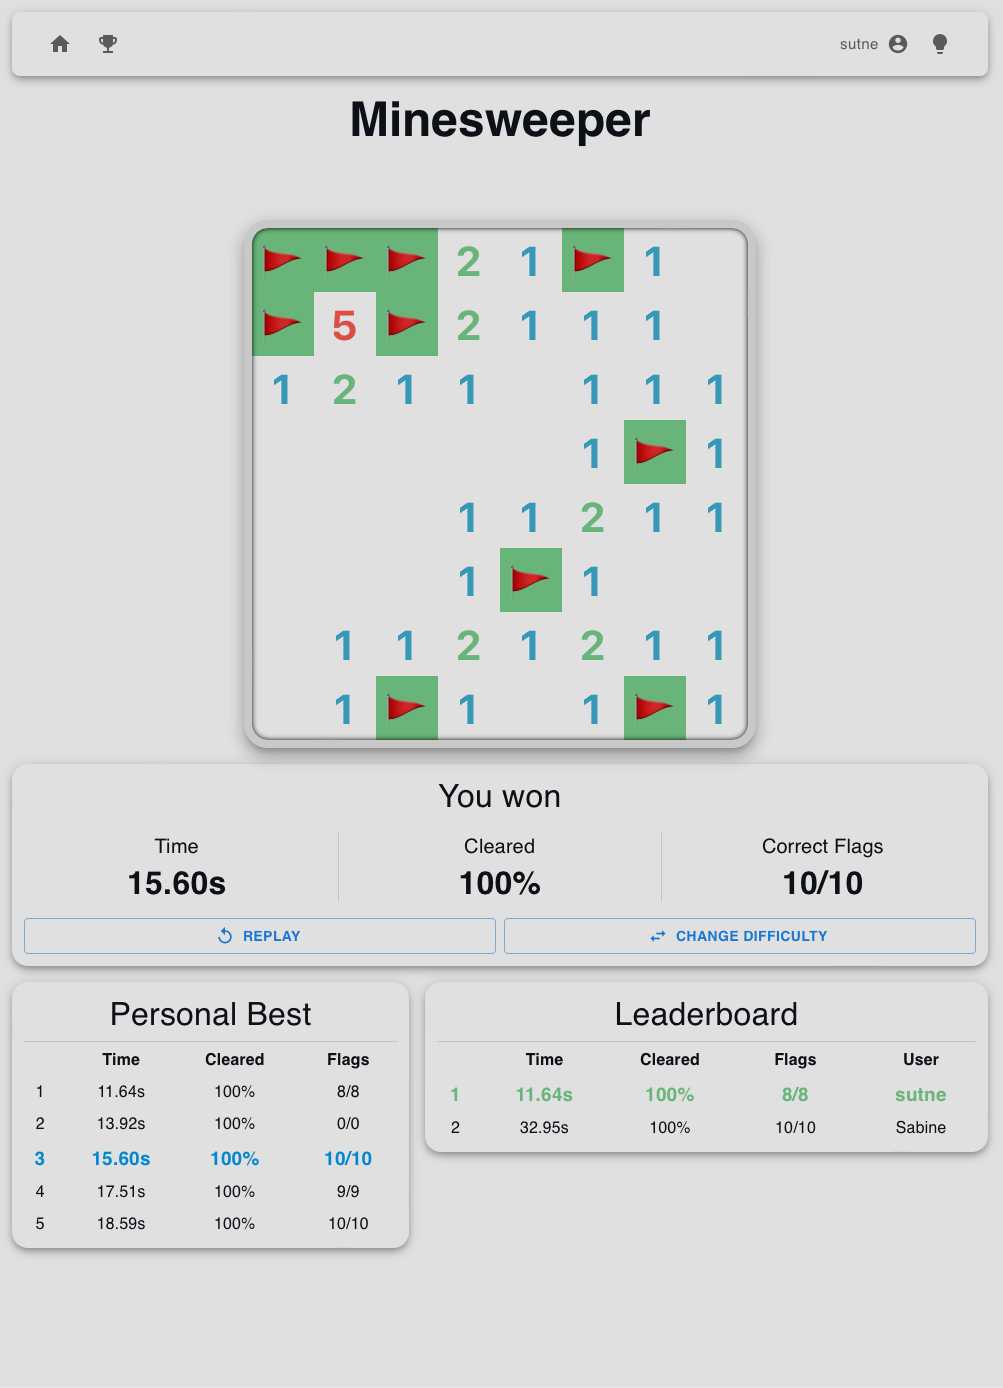 sutne
Minesweeper
2 1 1
5 2 1 1 1
1 2 1 1 1 1 1
1 1
1 1 2 1 1
1 1
1 1 2 1 2 1 1
1 1 1 1
You won
Time Cleared Correct Flags
15.60s 100% 10/10
REPLAY CHANGE DIFFICULTY
Personal Best
Time Cleared Flags
1 11.64s 100% 8/8
2 13.92s 100% 0/0
3 15.60s 100% 10/10
4 17.51s 100% 9/9
5 18.59s 100% 10/10
Leaderboard
Time Cleared Flags User
1 11.64s 100% 8/8 sutne
2 32.95s 100% 10/10 Sabine